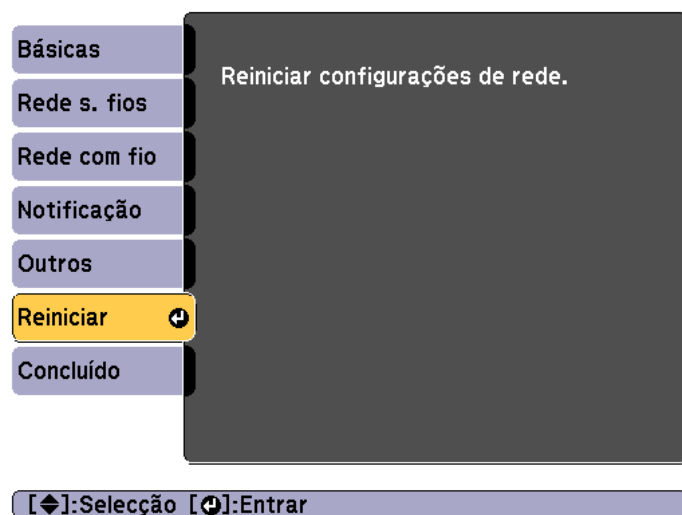 Básicas
Rede s. fios
Rede com fio
Notificação
Outros
Reiniciar
Concluído
Reiniciar configurações de rede.
[◆]:Selecção [↵]:Entrar